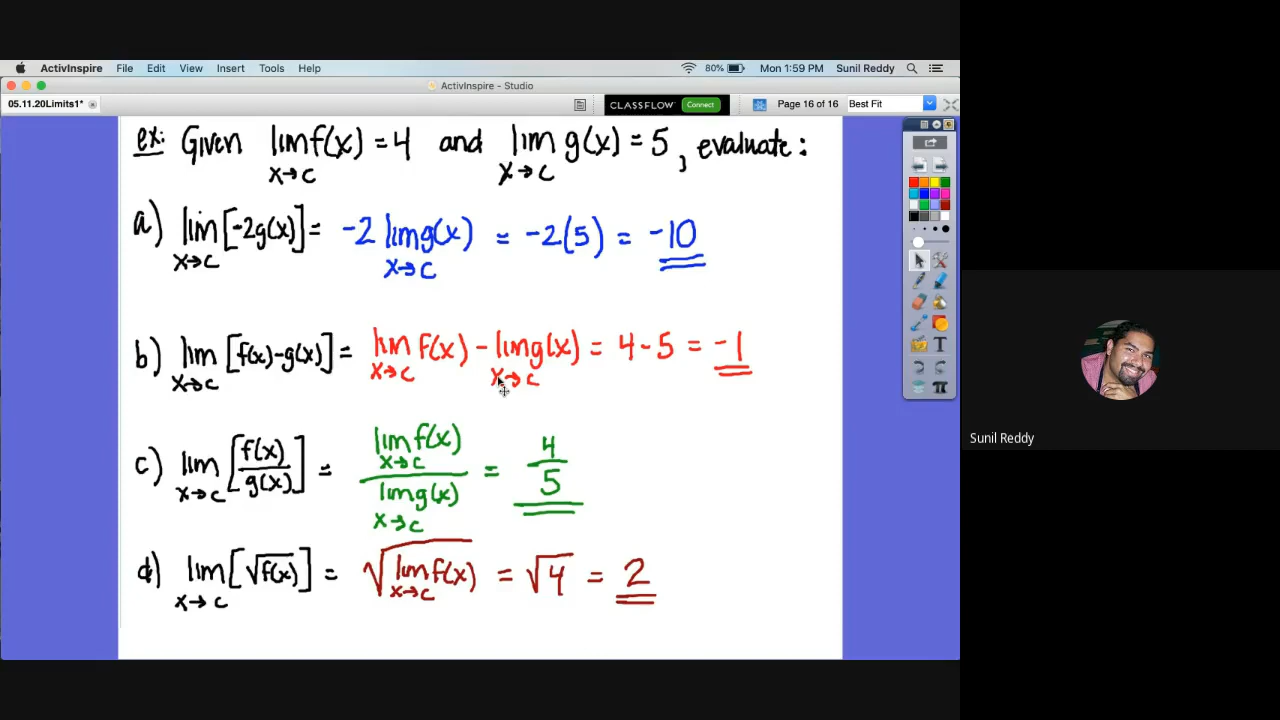 ActivInspire File Edit View Insert Tools Help 80% Mon 1:59 PM Sunil Reddy
ActivInspire - Studio
05.11.20Limits1* CLASSFLOW Connect Page 16 of 16 Best Fit
ex: Given lim f(x) = 4 and lim g(x) = 5, evaluate:
x→c x→c
a) lim [-2g(x)] = -2 lim g(x) = -2(5) = -10
x→c x→c
b) lim [f(x)-g(x)] = lim f(x) - lim g(x) = 4 - 5 = -1
x→c x→c x→c
c) lim [f(x)/g(x)] = lim f(x) / lim g(x) = 4/5
x→c x→c x→c
d) lim [√f(x)] = √lim f(x) = √4 = 2
x→c x→c
T
π
Sunil Reddy